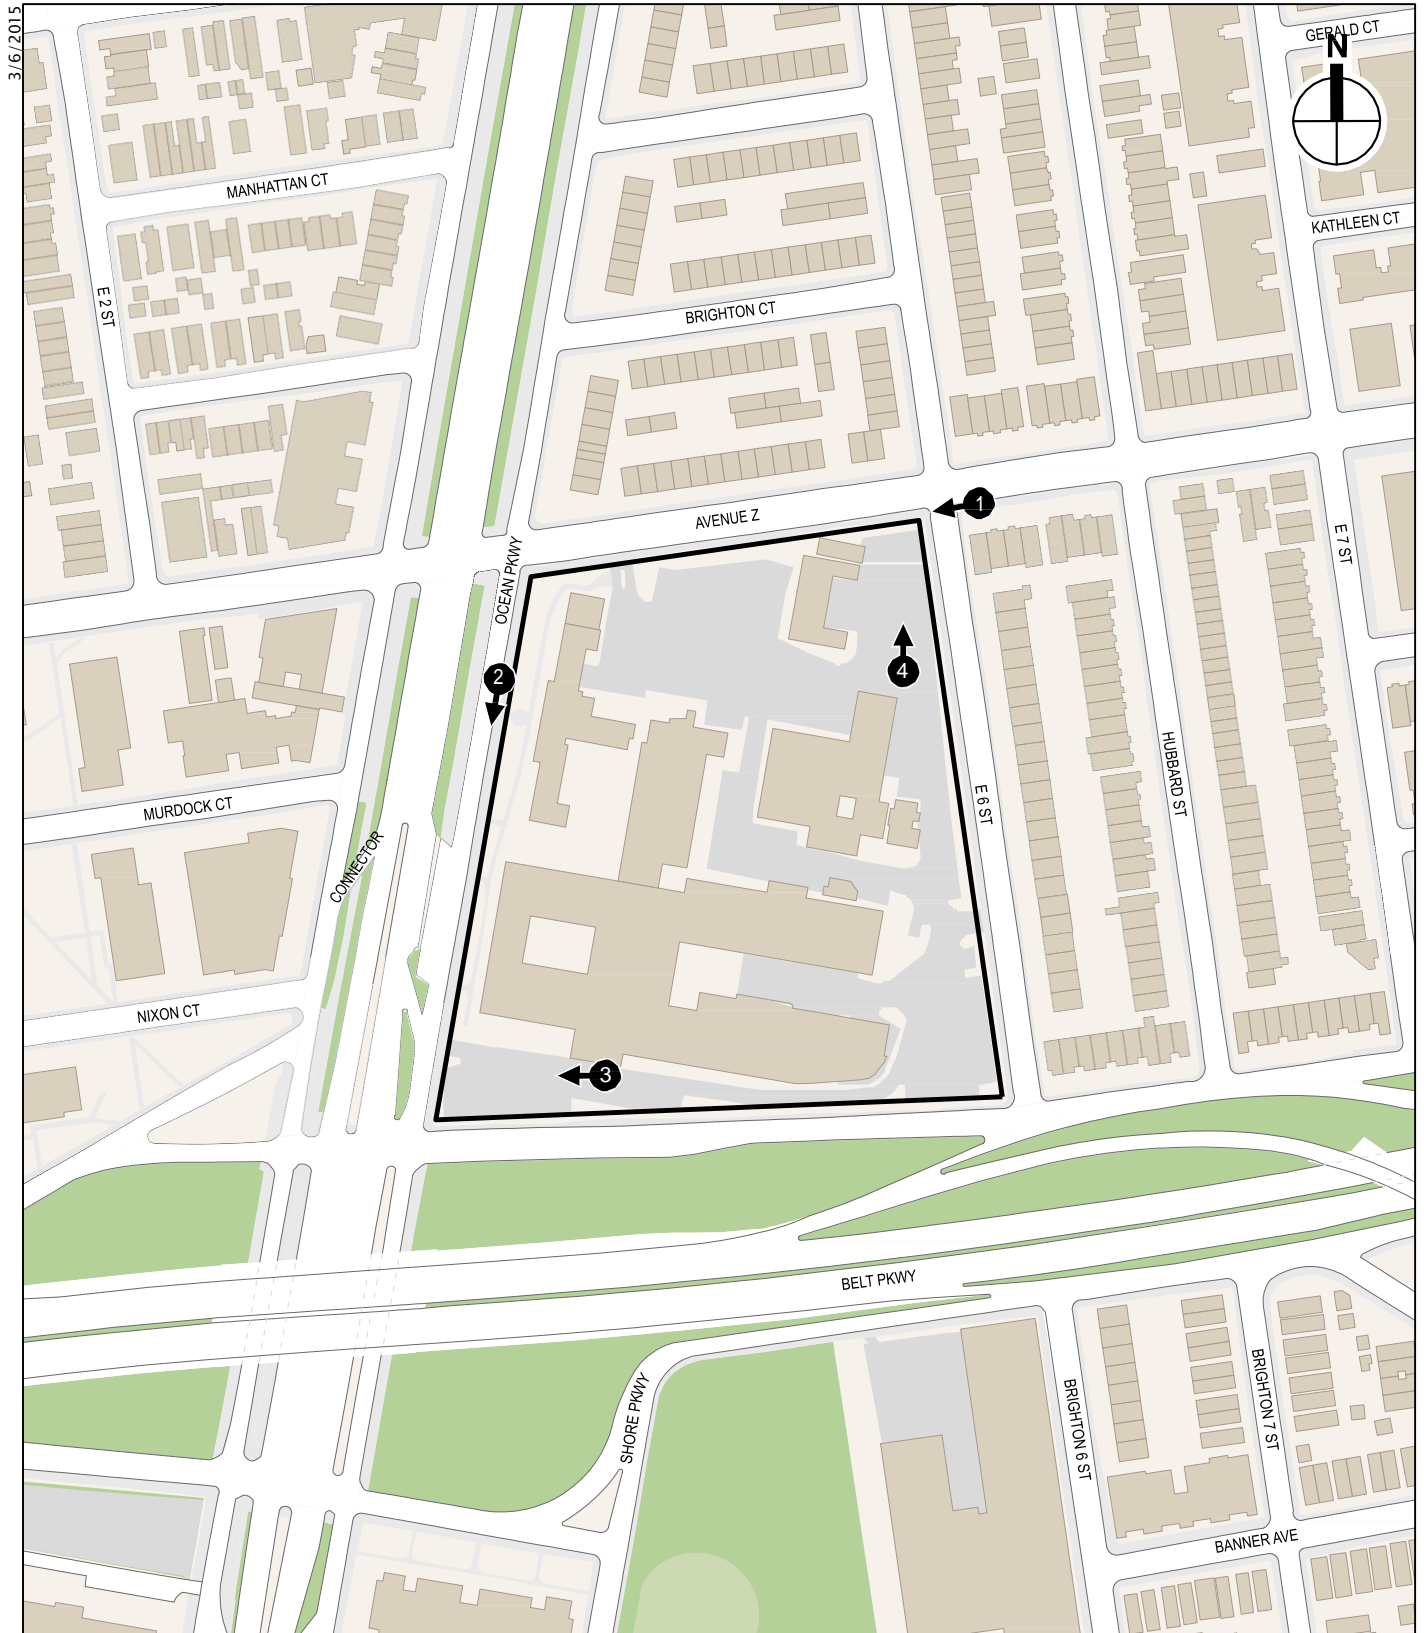 3/6/2015
GERALD CT
N
MANHATTAN CT
KATHLEEN CT
E 2 ST
BRIGHTON CT
1
AVENUE Z
E 7 ST
OCEAN PKWY
4
2
HUBBARD ST
E 6 ST
MURDOCK CT
CONNECTOR
NIXON CT
3
BELT PKWY
SHORE PKWY
BRIGHTON 6 ST
BRIGHTON 7 ST
BANNER AVE